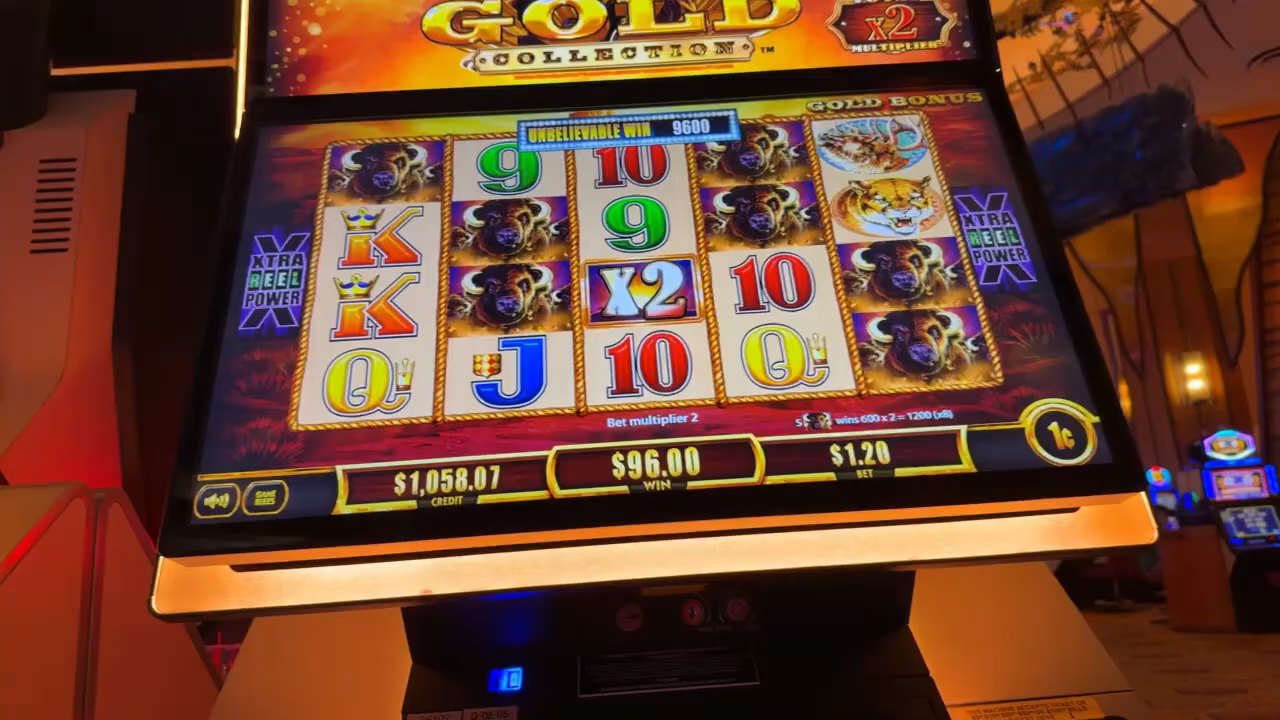 GOLD
COLLECTION™
x2
MULTIPLIER
GOLD BONUS
UNBELIEVABLE WIN 9600
9
10
K
9
XTRA
REEL
POWER
XTRA
REEL
POWER
K
X2
10
Q
J
10
Q
Bet multiplier 2
5 wins 600 x 2 = 1200 (x8)
$1,058.07
CREDIT
$96.00
WIN
$1.20
BET
1¢
GAME
RULES